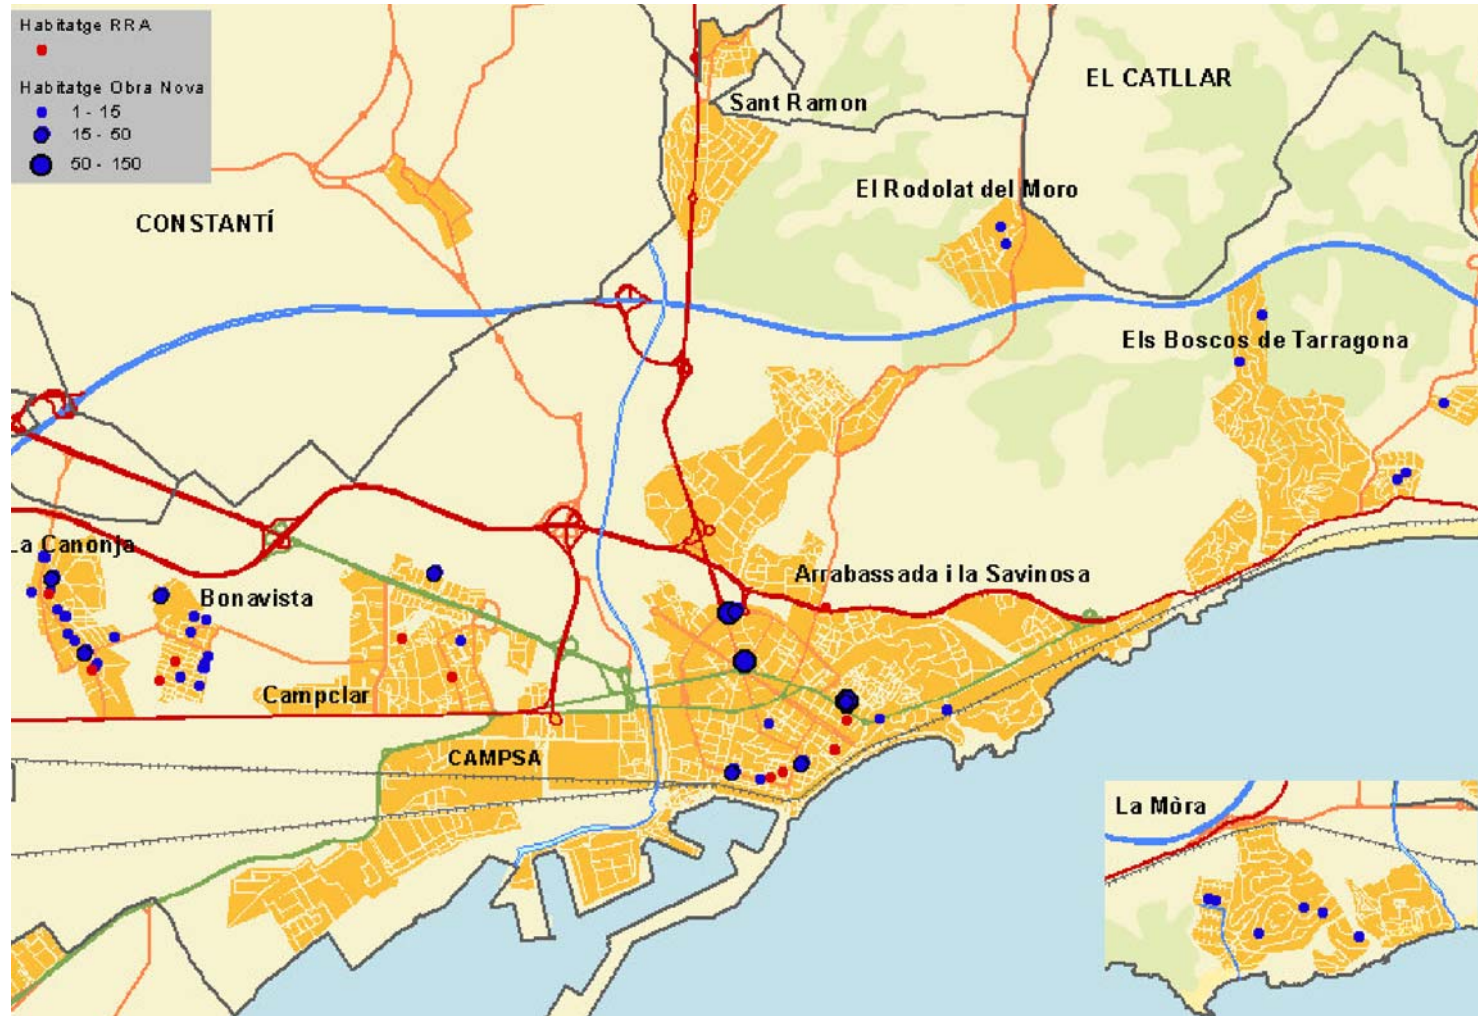 Habitatge RRA
Habitatge Obra Nova
1 - 15
15 - 50
50 - 150
EL CATLLAR
Sant Ramon
El Rodolat del Moro
CONSTANTÍ
Els Boscos de Tarragona
La Canonja
Arrabassada i la Savinosa
Bonavista
Campclar
CAMPSA
La Mòra